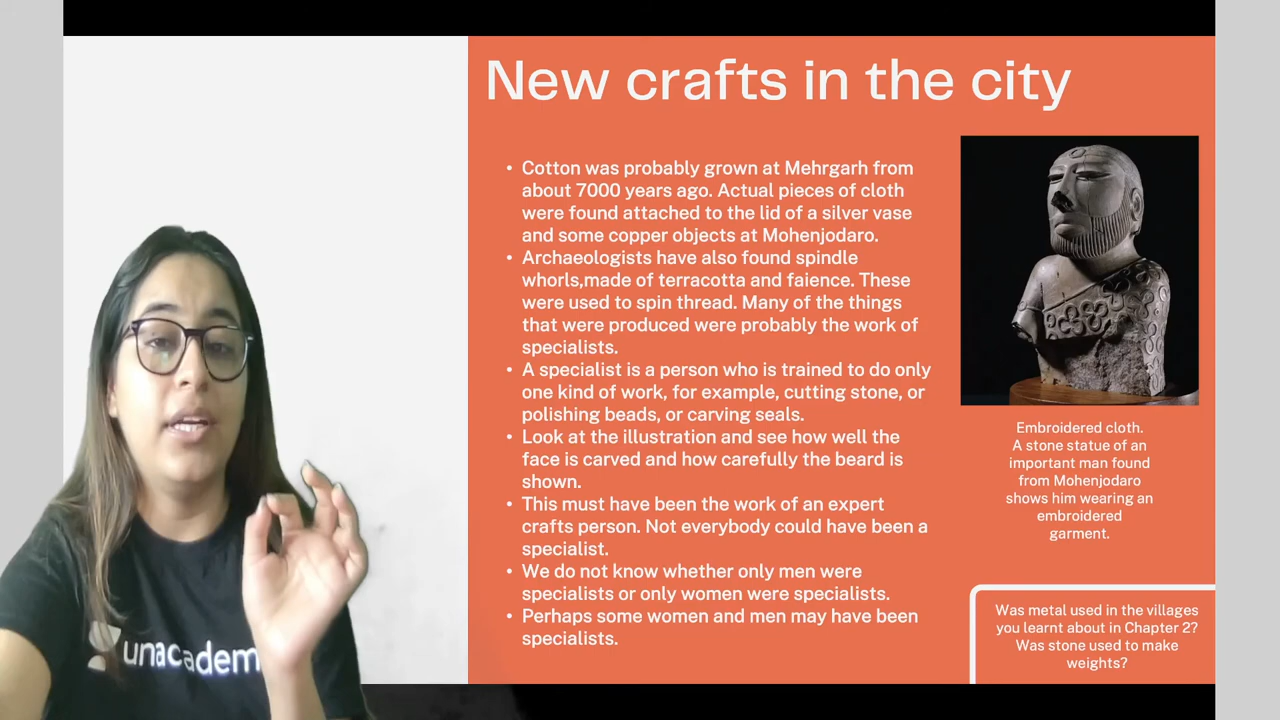 New crafts in the city
• Cotton was probably grown at Mehrgarh from
about 7000 years ago. Actual pieces of cloth
were found attached to the lid of a silver vase
and some copper objects at Mohenjodaro.
• Archaeologists have also found spindle
whorls,made of terracotta and faience. These
were used to spin thread. Many of the things
that were produced were probably the work of
specialists.
• A specialist is a person who is trained to do only
one kind of work, for example, cutting stone, or
polishing beads, or carving seals.
• Look at the illustration and see how well the
face is carved and how carefully the beard is
shown.
• This must have been the work of an expert
crafts person. Not everybody could have been a
specialist.
• We do not know whether only men were
specialists or only women were specialists.
• Perhaps some women and men may have been
specialists.
Embroidered cloth.
A stone statue of an
important man found
from Mohenjodaro
shows him wearing an
embroidered
garment.
Was metal used in the villages
you learnt about in Chapter 2?
Was stone used to make
weights?
unacadem